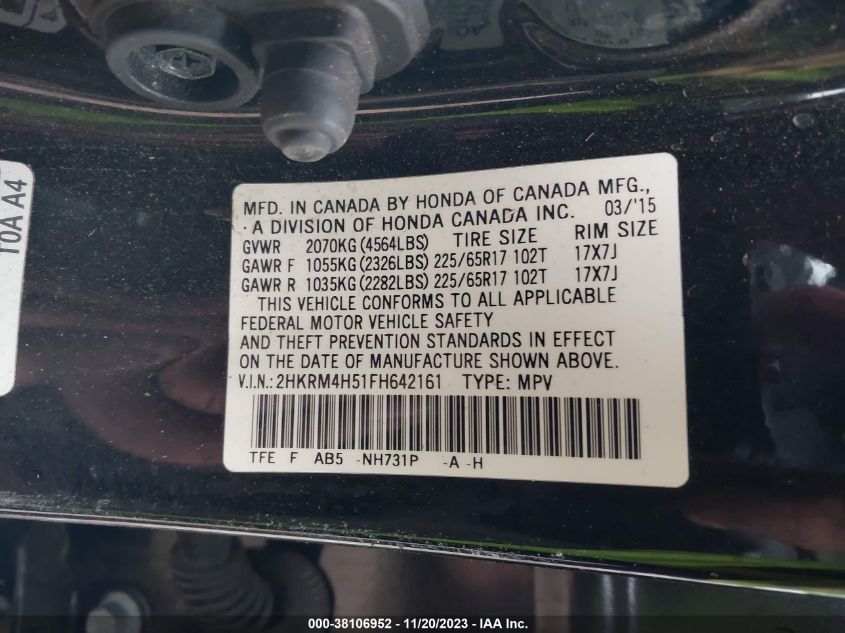 MFD. IN CANADA BY HONDA OF CANADA MFG.,
A DIVISION OF HONDA CANADA INC. 03/'15
GVWR 2070KG (4564LBS) TIRE SIZE RIM SIZE
GAWR F 1055KG (2326LBS) 225/65R17 102T 17X7J
GAWR R 1035KG (2282LBS) 225/65R17 102T 17X7J
THIS VEHICLE CONFORMS TO ALL APPLICABLE
FEDERAL MOTOR VEHICLE SAFETY
AND THEFT PREVENTION STANDARDS IN EFFECT
ON THE DATE OF MANUFACTURE SHOWN ABOVE.
V.I.N.: 2HKRM4H51FH642161 TYPE: MPV
TFE F AB5 -NH731P -A -H
T0A A4
000-38106952 - 11/20/2023 - IAA Inc.